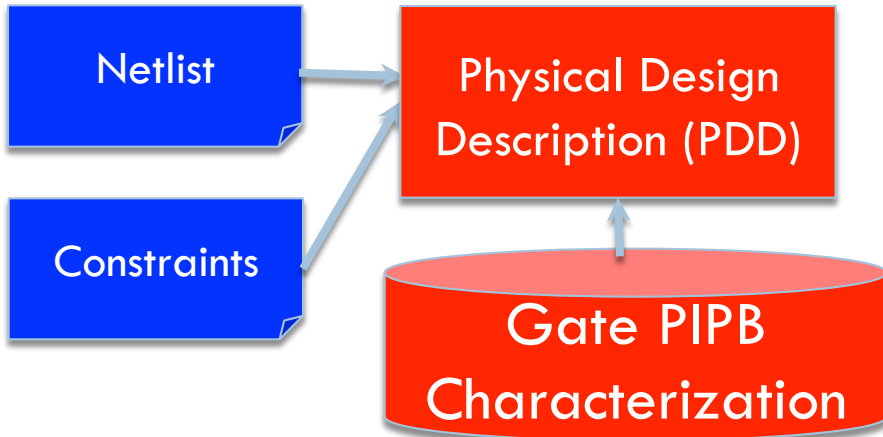 Netlist
Physical Design
Description (PDD)
Constraints
Gate PIPB
Characterization